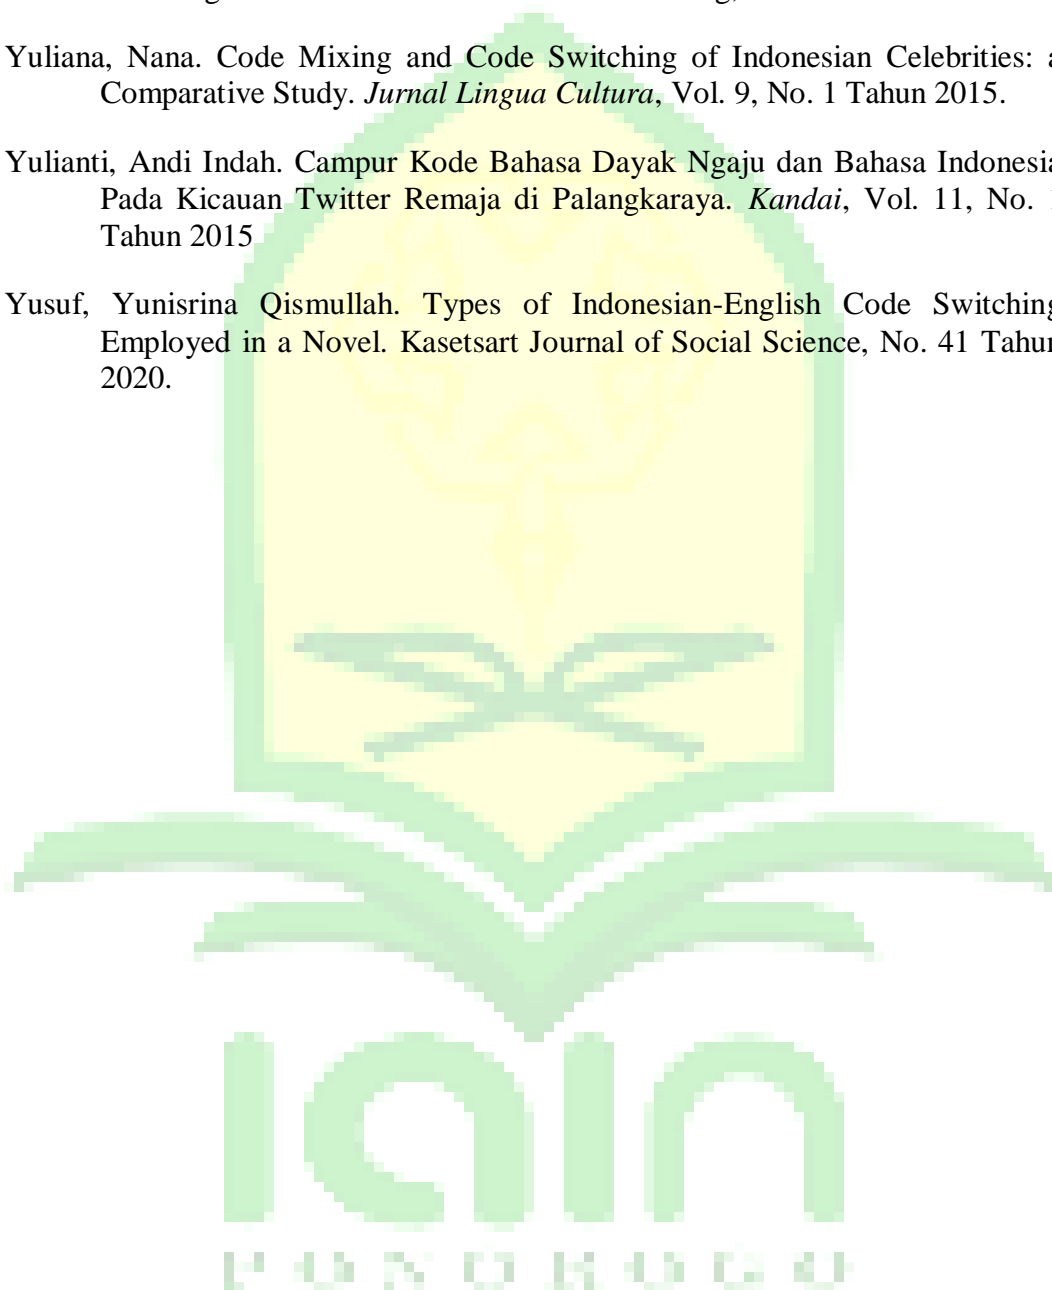 Yuliana, Nana. Code Mixing and Code Switching of Indonesian Celebrities: a
Comparative Study. Jurnal Lingua Cultura, Vol. 9, No. 1 Tahun 2015.
Yulianti, Andi Indah. Campur Kode Bahasa Dayak Ngaju dan Bahasa Indonesia
Pada Kicauan Twitter Remaja di Palangkaraya. Kandai, Vol. 11, No. 1
Tahun 2015
Yusuf, Yunisrina Qismullah. Types of Indonesian-English Code Switching
Employed in a Novel. Kasetsart Journal of Social Science, No. 41 Tahun
2020.
iain
PONOROGO